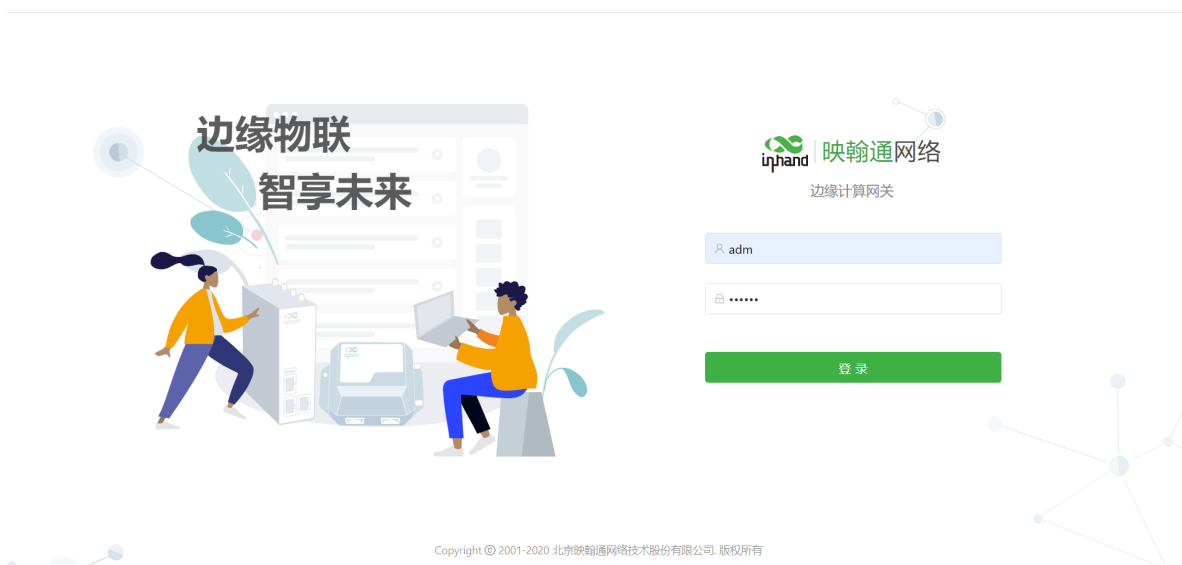 边缘物联
智享未来
inhand 映翰通网络
边缘计算网关
adm
••••••
登 录
inhand
inhand
Copyright © 2001-2020 北京映翰通网络技术股份有限公司. 版权所有